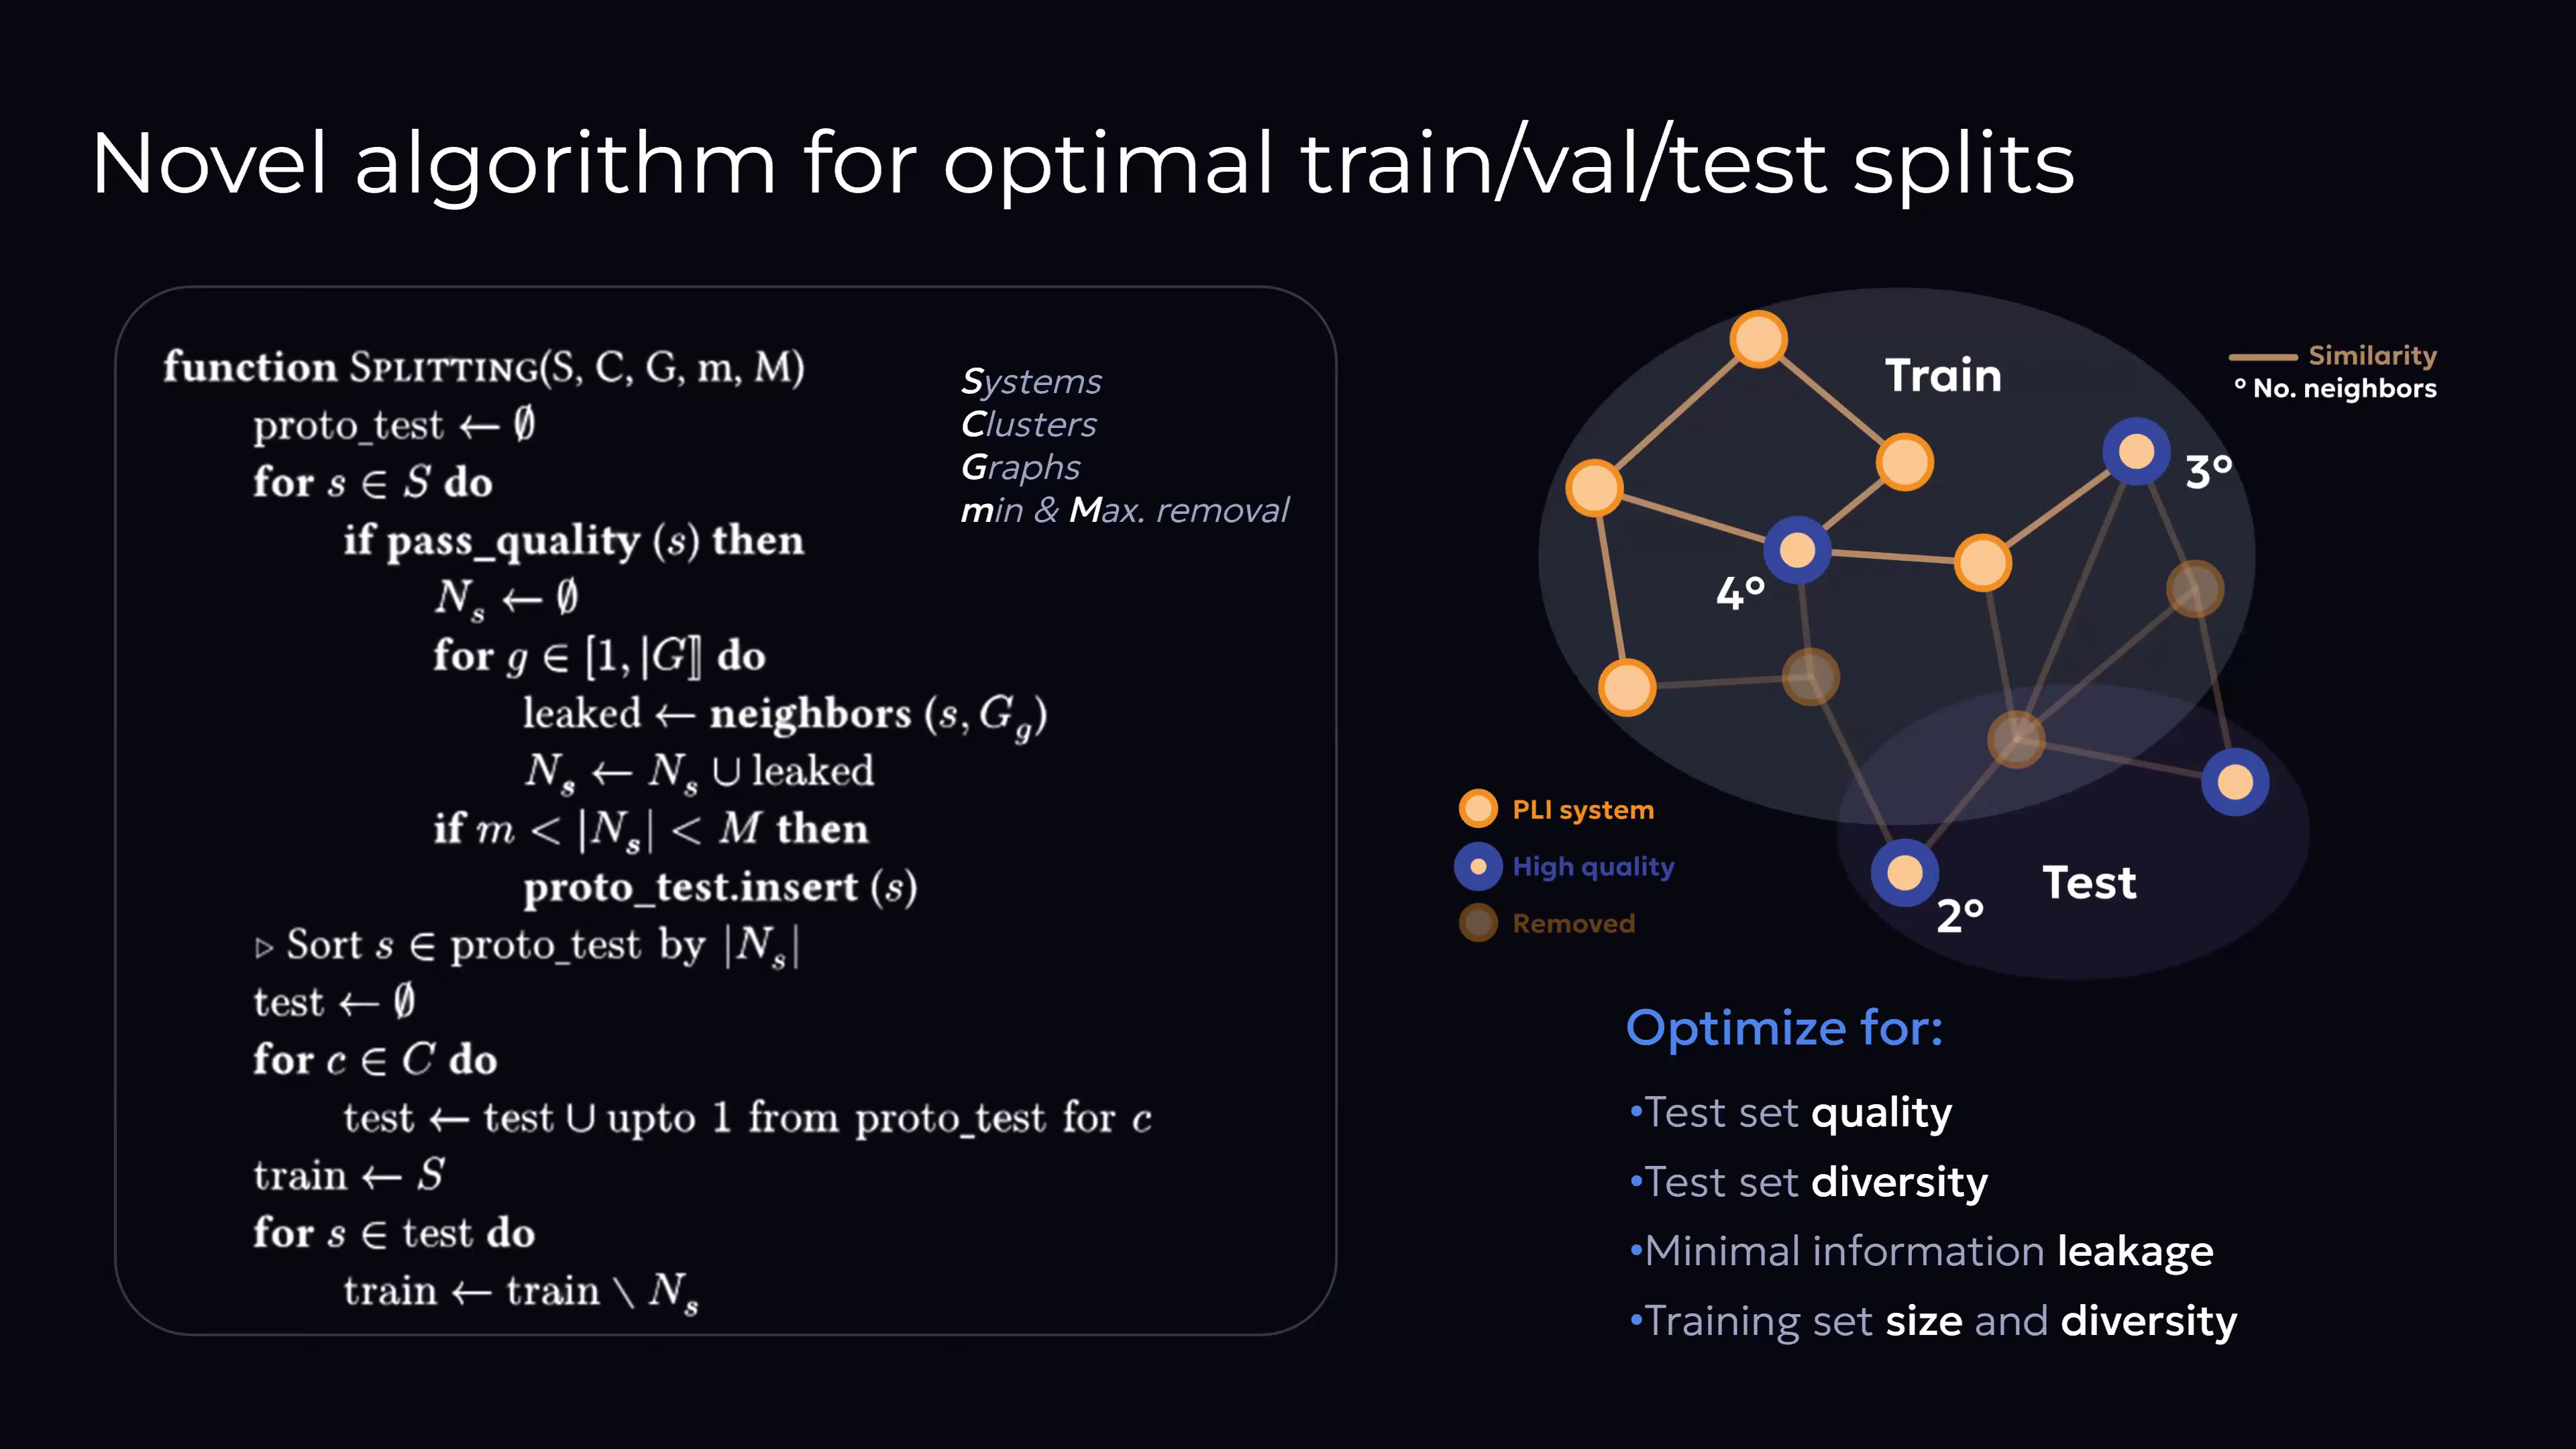 Novel algorithm for optimal train/val/test splits
function SPLITTING(S, C, G, m, M)
proto_test ← ∅
for s ∈ S do
if pass_quality (s) then
N_s ← ∅
for g ∈ [1, |G|] do
leaked ← neighbors (s, G_g)
N_s ← N_s ∪ leaked
if m < |N_s| < M then
proto_test.insert (s)
▹ Sort s ∈ proto_test by |N_s|
test ← ∅
for c ∈ C do
test ← test ∪ upto 1 from proto_test for c
train ← S
for s ∈ test do
train ← train \ N_s
Systems
Clusters
Graphs
min & Max. removal
Train
Similarity
° No. neighbors
3°
4°
PLI system
High quality
Removed
Test
2°
Optimize for:
•Test set quality
•Test set diversity
•Minimal information leakage
•Training set size and diversity